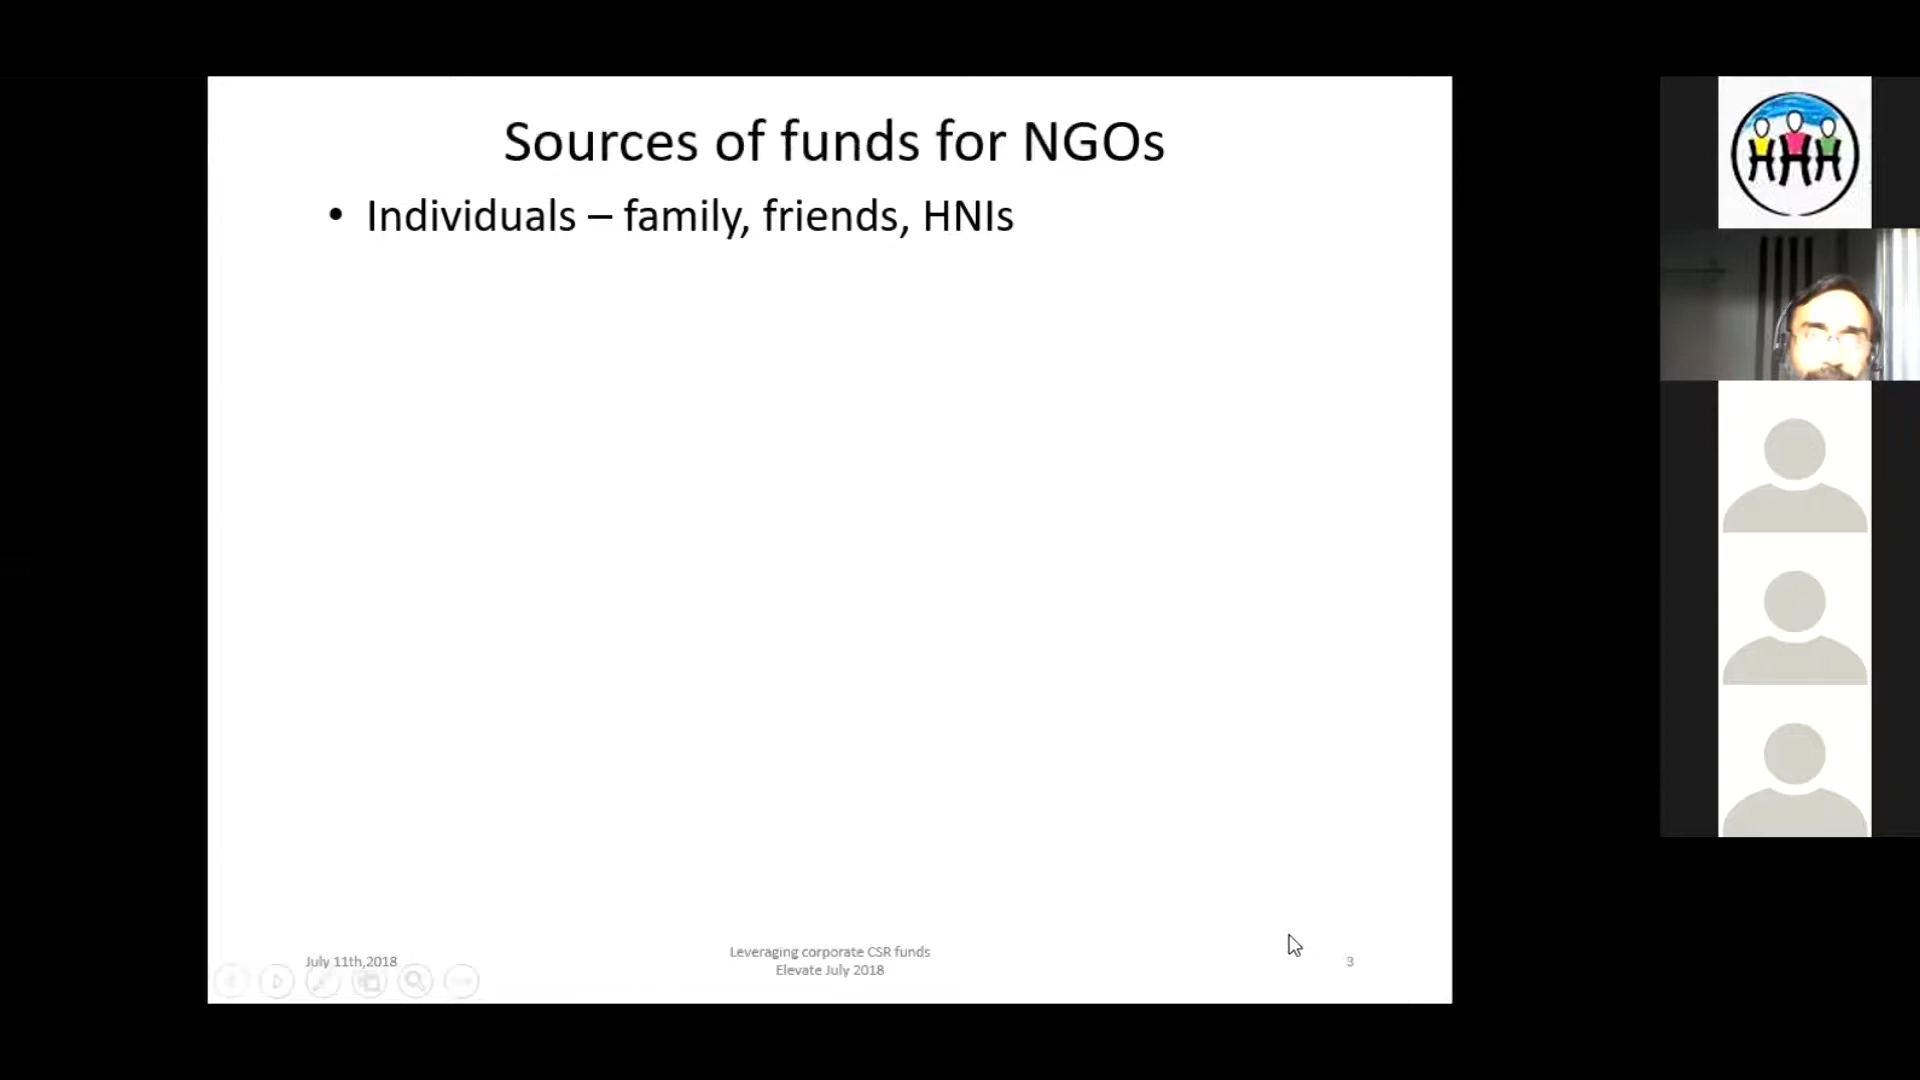 Sources of funds for NGOs
• Individuals – family, friends, HNIs
July 11th,2018
Leveraging corporate CSR funds
Elevate July 2018
3